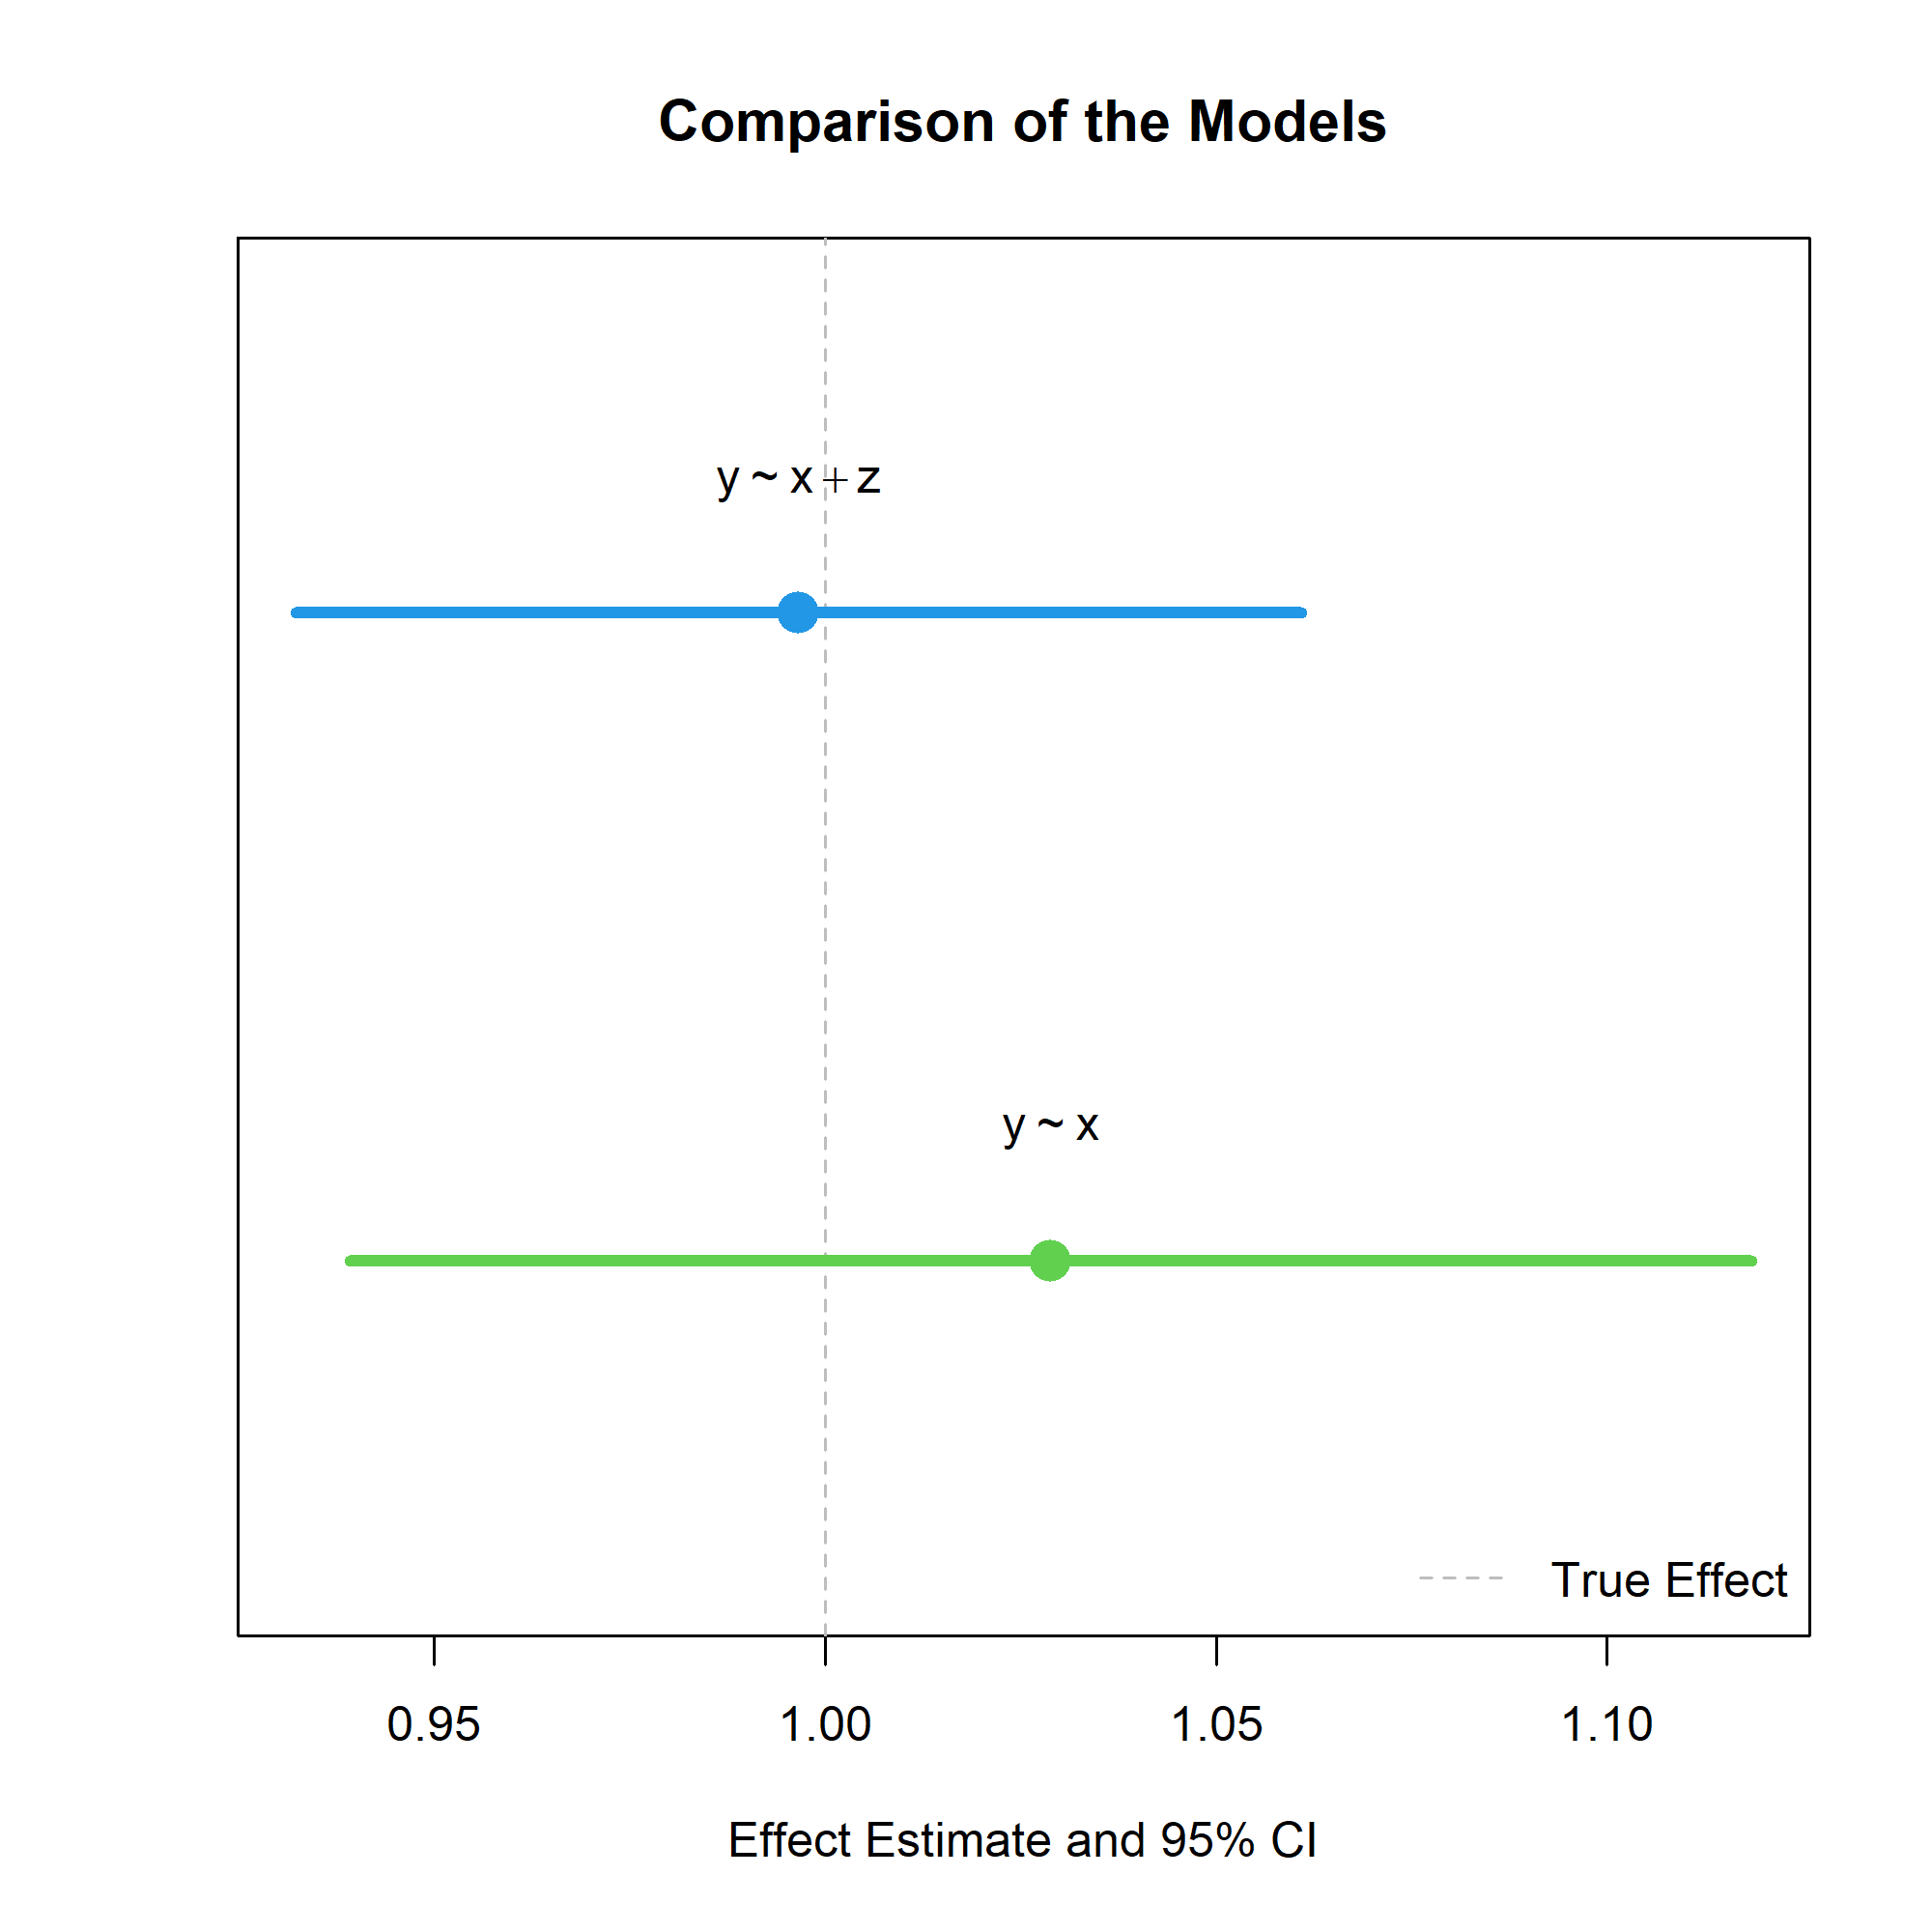 Comparison of the Models
y ~ x + z
y ~ x
True Effect
0.95 1.00 1.05 1.10
Effect Estimate and 95% CI